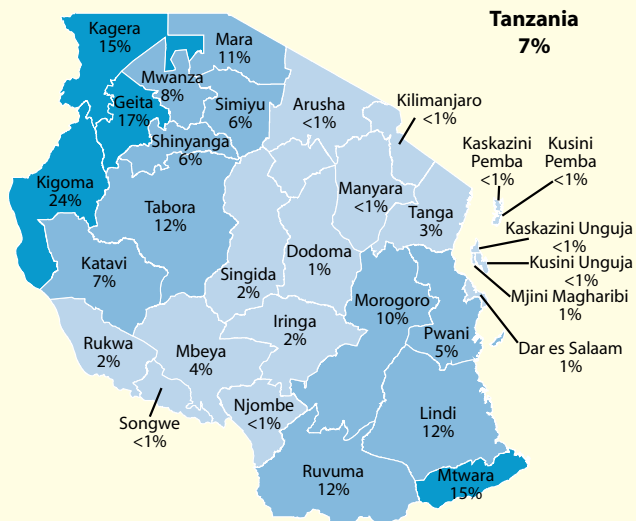 Tanzania
7%
Kagera
15%
Mara
11%
Mwanza
8%
Geita
17%
Simiyu
6%
Arusha
<1%
Kilimanjaro
<1%
Kaskazini
Pemba
<1%
Kusini
Pemba
<1%
Shinyanga
6%
Kigoma
24%
Tabora
12%
Manyara
<1%
Tanga
3%
Kaskazini Unguja
<1%
Kusini Unguja
<1%
Mjini Magharibi
1%
Dar es Salaam
1%
Katavi
7%
Singida
2%
Dodoma
1%
Morogoro
10%
Pwani
5%
Rukwa
2%
Mbeya
4%
Iringa
2%
Songwe
<1%
Njombe
<1%
Lindi
12%
Ruvuma
12%
Mtwara
15%